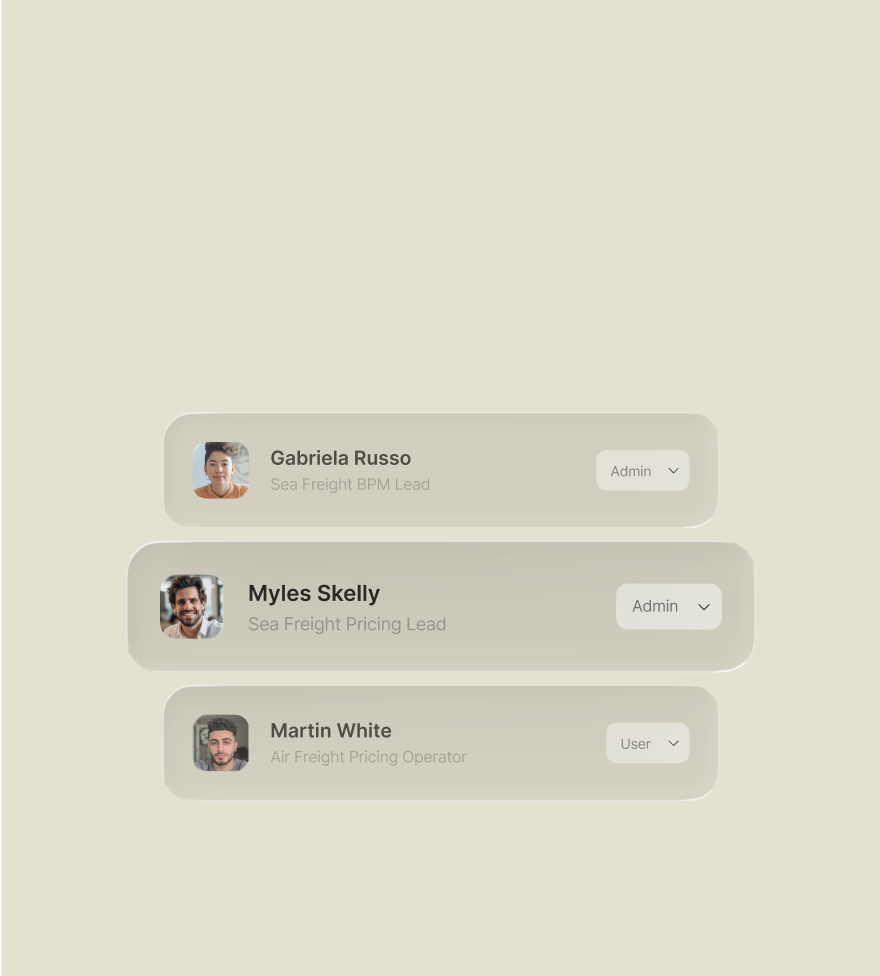 Gabriela Russo
Sea Freight BPM Lead
Admin
Myles Skelly
Sea Freight Pricing Lead
Admin
Martin White
Air Freight Pricing Operator
User